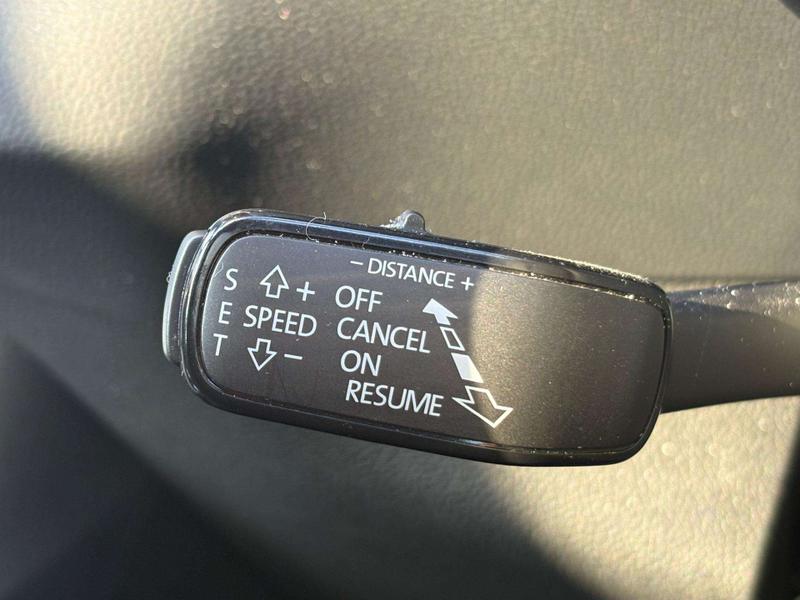 − DISTANCE +
S
E
T
+
SPEED
−
OFF
CANCEL
ON
RESUME